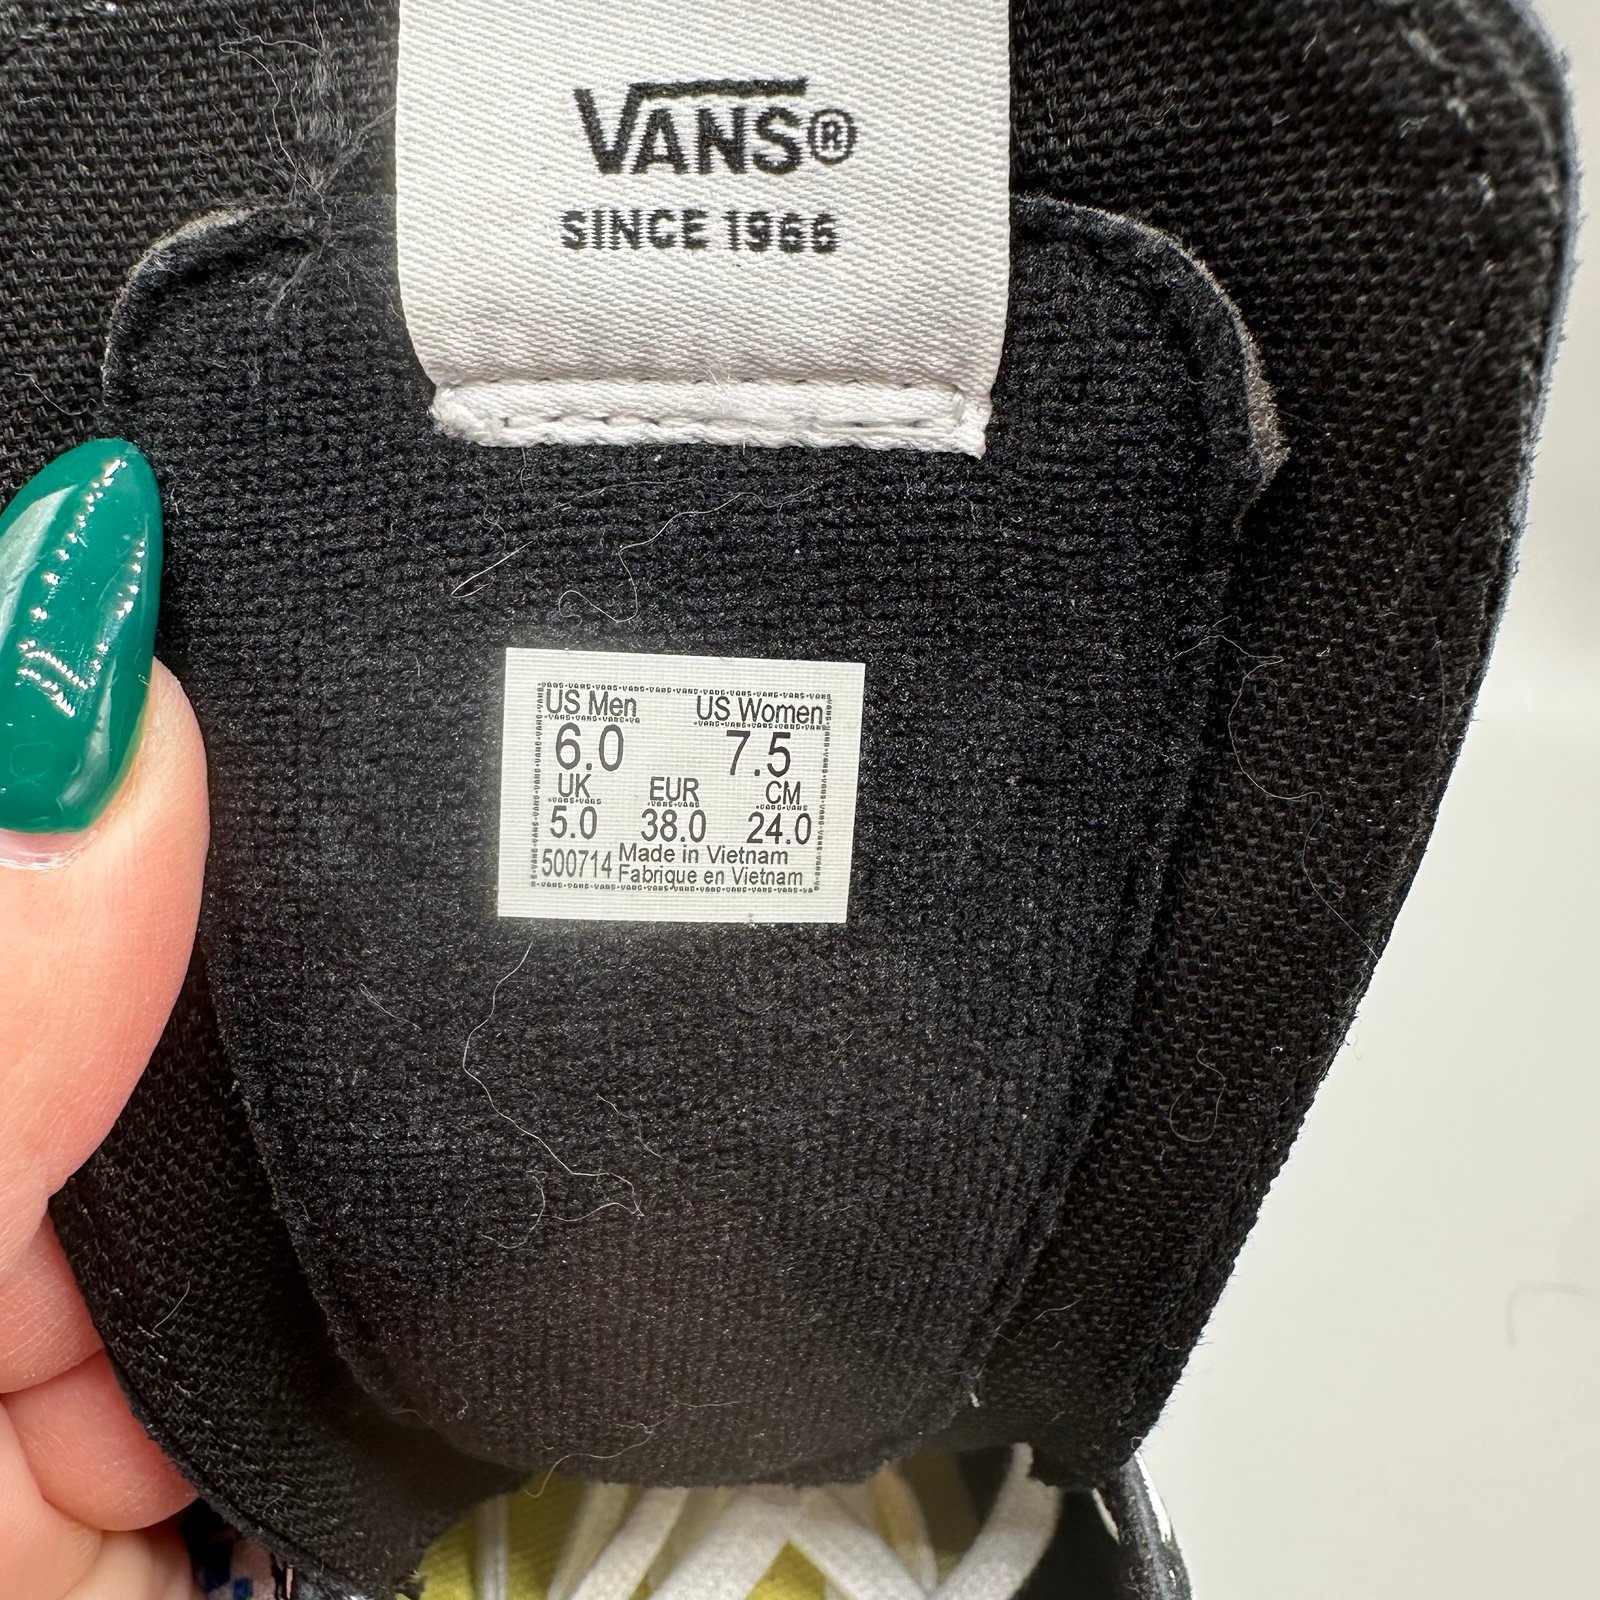 VANS®
SINCE 1966
US Men US Women
6.0 7.5
UK EUR CM
5.0 38.0 24.0
500714 Made in Vietnam
Fabrique en Vietnam